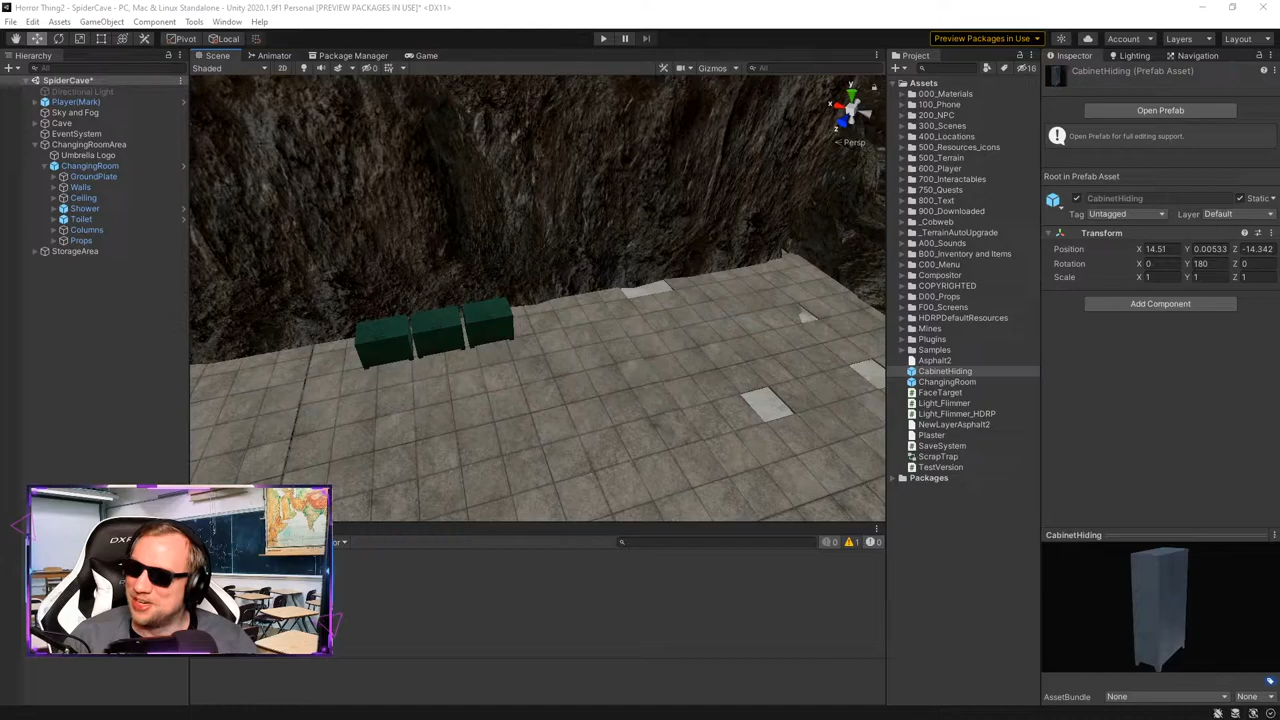 Horror Thing2 - SpiderCave - PC, Mac & Linux Standalone - Unity 2020.1.9f1 Personal [PREVIEW PACKAGES IN USE]* <DX11>
File Edit Assets GameObject Component Tools Window Help
Pivot Local Preview Packages in Use Account Layers Layout
Hierarchy Scene Animator Package Manager Game Project Inspector Lighting Navigation
All Shaded 2D 0 Gizmos All 16 CabinetHiding (Prefab Asset)
SpiderCave*
Directional Light
Player(Mark)
Sky and Fog
Cave
EventSystem
ChangingRoomArea
Umbrella Logo
ChangingRoom
GroundPlate
Walls
Ceiling
Shower
Toilet
Columns
Props
StorageArea
y
x
z
Persp
Assets
000_Materials
100_Phone
200_NPC
300_Scenes
400_Locations
500_Resources_icons
500_Terrain
600_Player
700_Interactables
750_Quests
800_Text
900_Downloaded
_Cobweb
_TerrainAutoUpgrade
A00_Sounds
B00_Inventory and Items
C00_Menu
Compositor
COPYRIGHTED
D00_Props
F00_Screens
HDRPDefaultResources
Mines
Plugins
Samples
Asphalt2
CabinetHiding
ChangingRoom
FaceTarget
Light_Flimmer
Light_Flimmer_HDRP
NewLayerAsphalt2
Plaster
SaveSystem
ScrapTrap
TestVersion
Packages
Open Prefab
Open Prefab for full editing support.
Root in Prefab Asset
CabinetHiding Static
Tag Untagged Layer Default
Transform
Position X 14.51 Y 0.00533 Z -14.342
Rotation X 0 Y 180 Z 0
Scale X 1 Y 1 Z 1
Add Component
or 0 1 0
CabinetHiding
AssetBundle None None
DXR